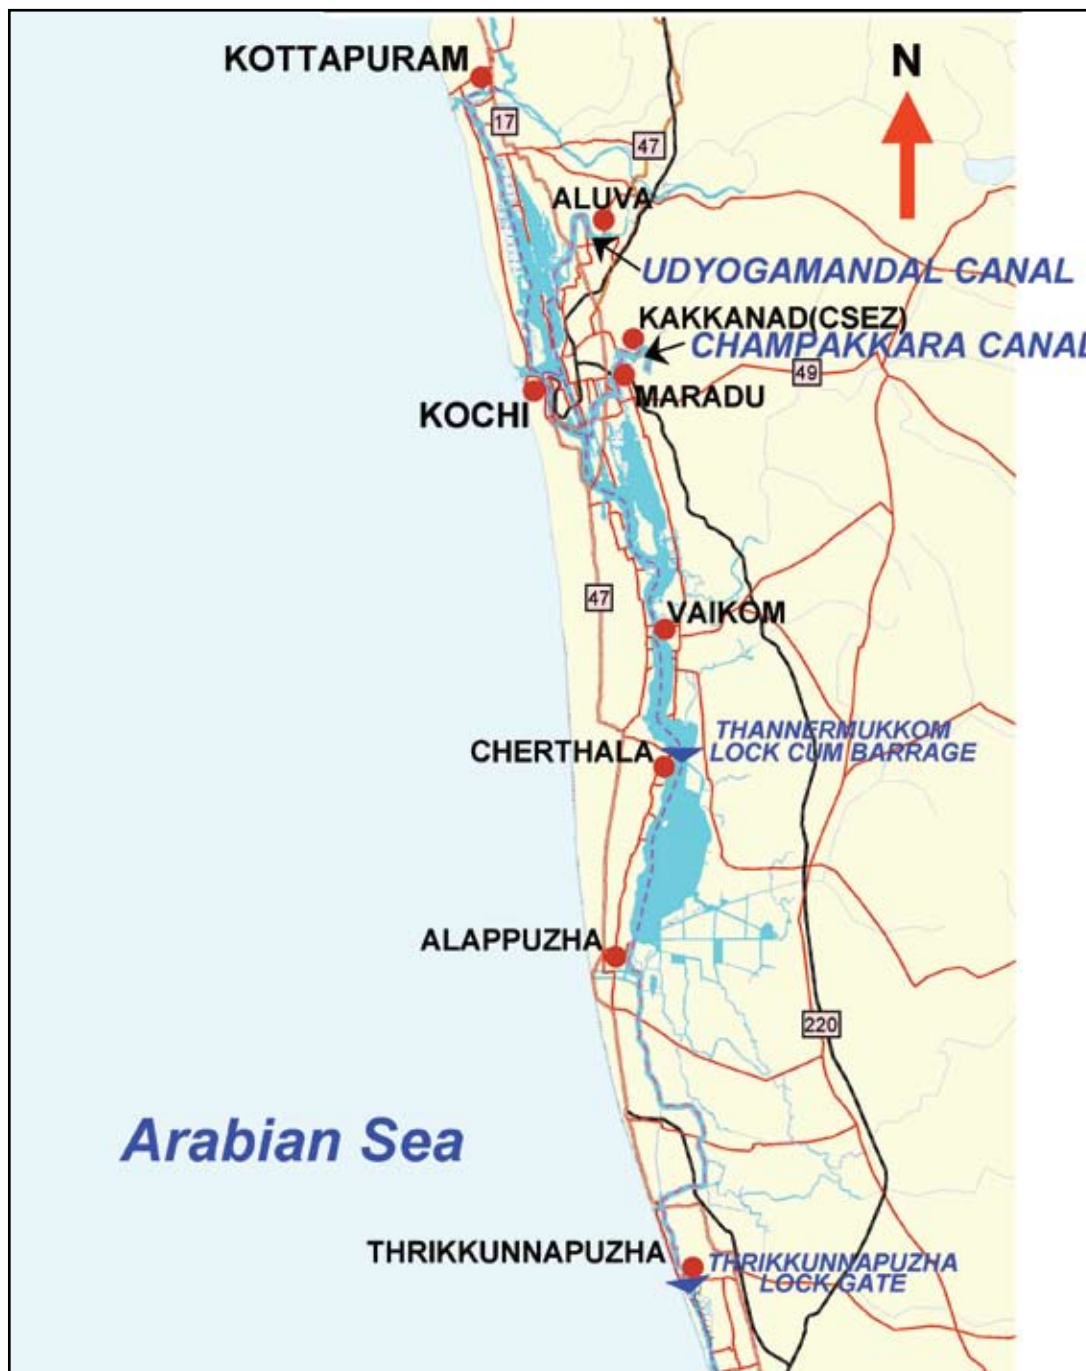 KOTTAPURAM
N
17
47
ALUVA
UDYOGAMANDAL CANAL
KAKKANAD(CSEZ)
CHAMPAKKARA CANAL
49
MARADU
KOCHI
47
VAIKOM
THANNERMUKKOM
LOCK CUM BARRAGE
CHERTHALA
ALAPPUZHA
220
Arabian Sea
THRIKKUNNAPUZHA
THRIKKUNNAPUZHA
LOCK GATE